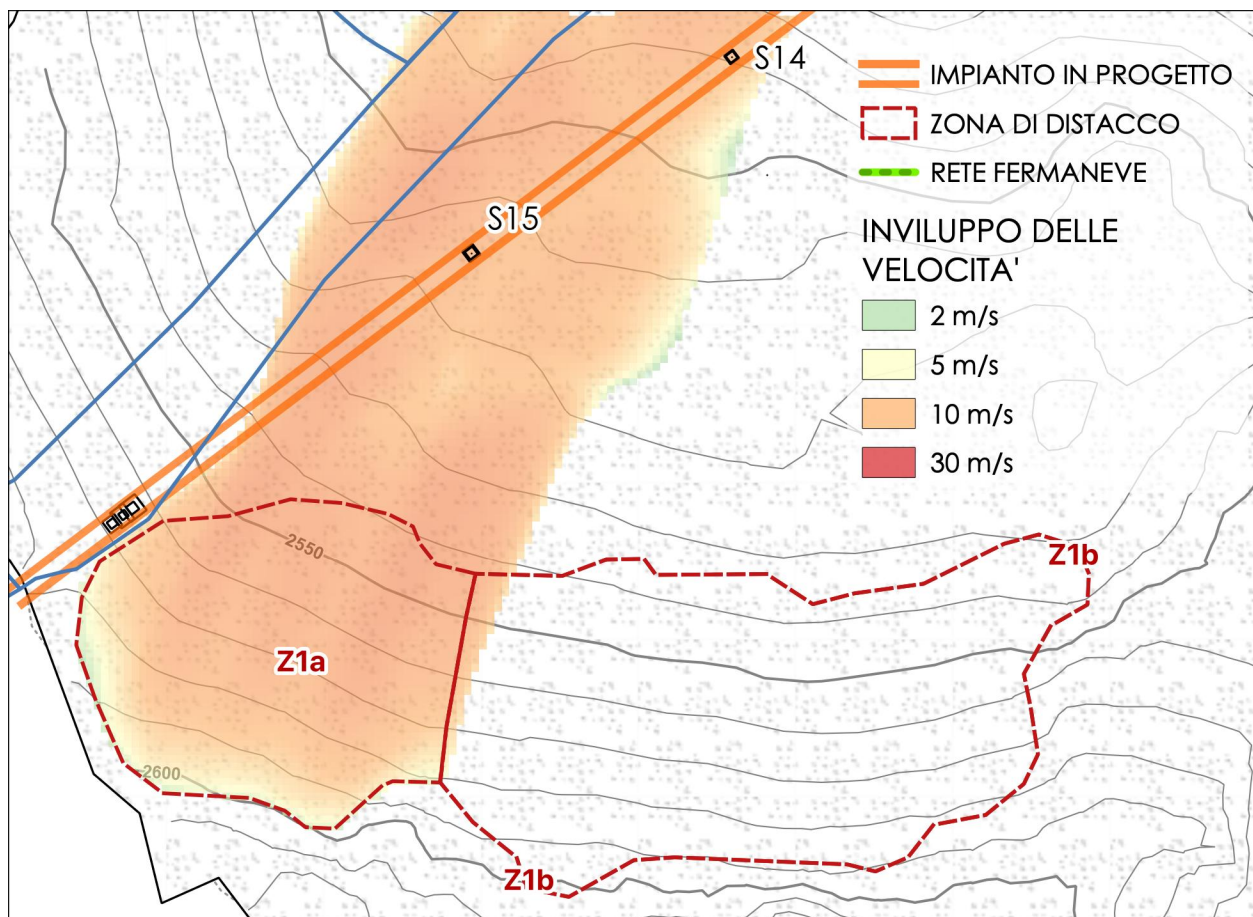 S14
IMPIANTO IN PROGETTO
ZONA DI DISTACCO
RETE FERMANEVE
S15
INVILUPPO DELLE
VELOCITA'
2 m/s
5 m/s
10 m/s
30 m/s
2550
Z1b
Z1a
2600
Z1b